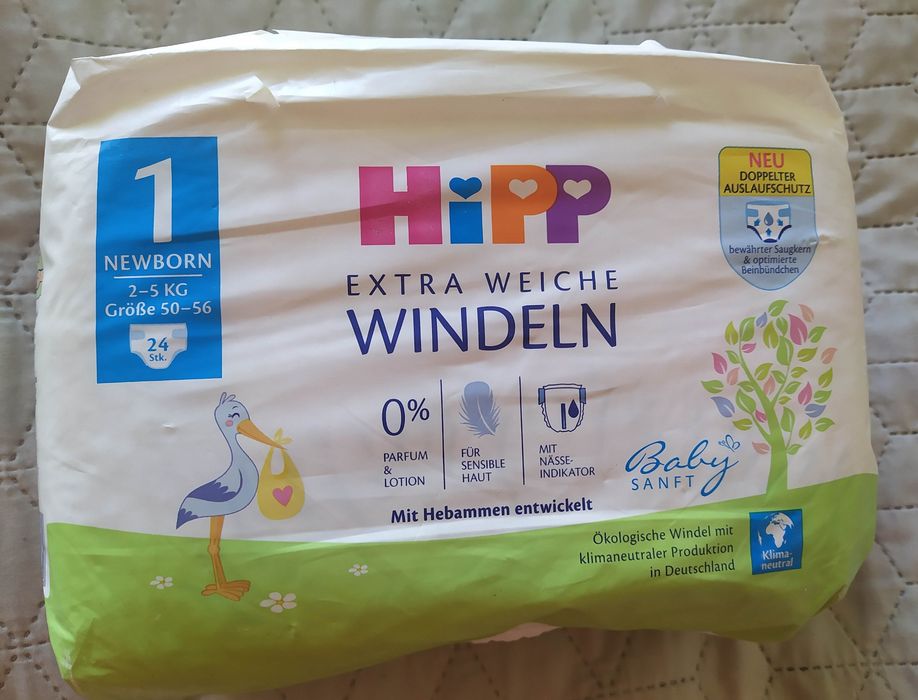 1
NEWBORN
2–5 KG
Größe 50–56
24
Stk.
HiPP
EXTRA WEICHE
WINDELN
NEU
DOPPELTER
AUSLAUFSCHUTZ
bewährter Saugkern
& optimierte
Beinbündchen
0%
PARFUM
&
LOTION
FÜR
SENSIBLE
HAUT
MIT
NÄSSE-
INDIKATOR
Baby
SANFT
Mit Hebammen entwickelt
Ökologische Windel mit
klimaneutraler Produktion
in Deutschland
Klima-
neutral